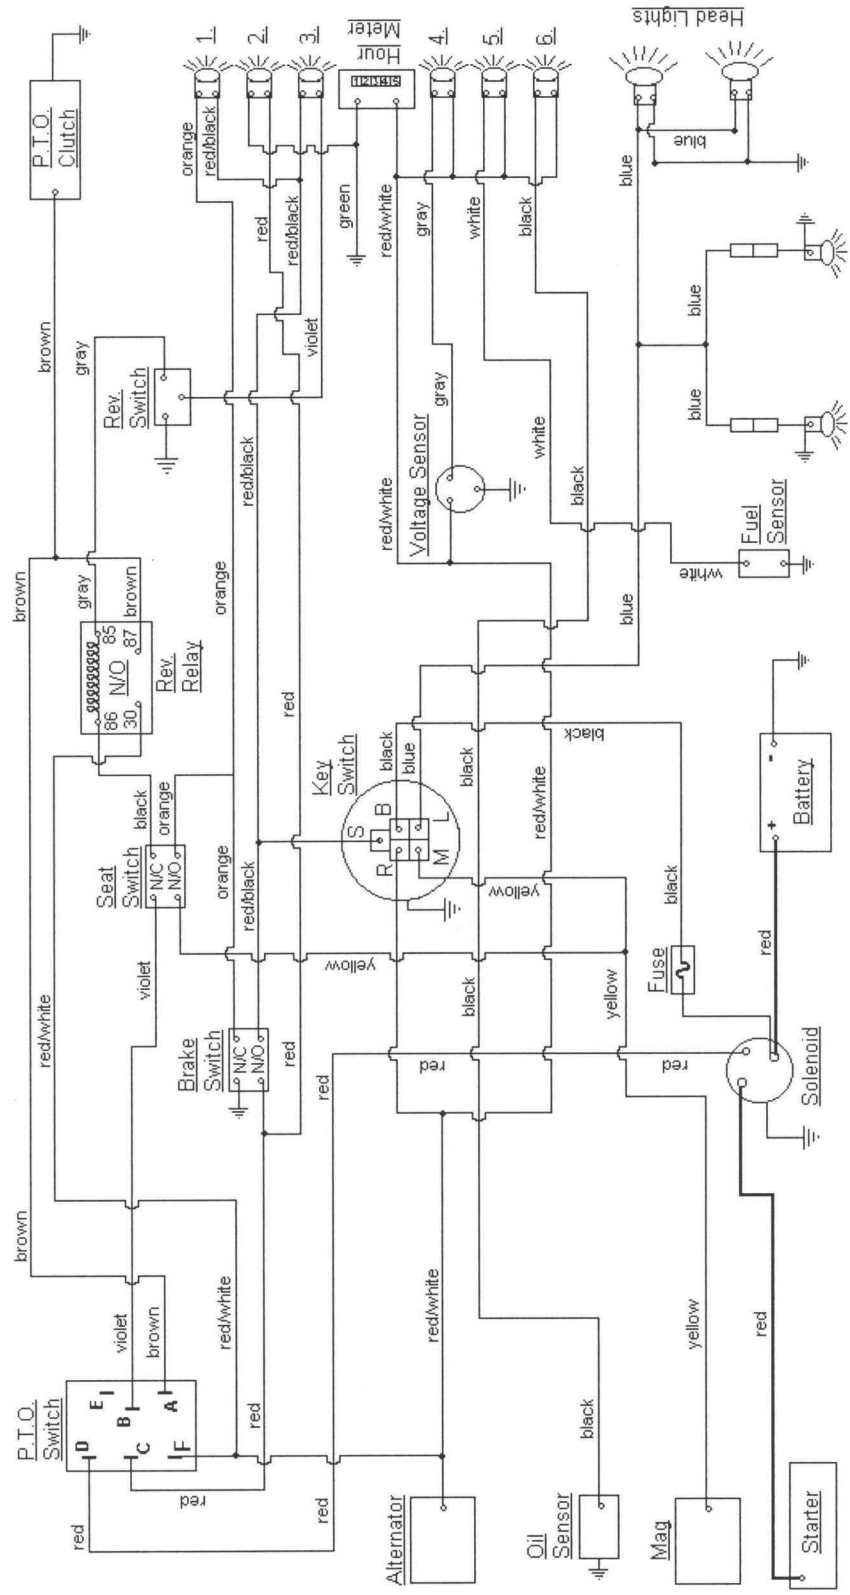 P.T.O.
Clutch
brown
gray
Rev.
Switch
brown
gray
brown
85
87
N/O
86
30
Rev.
Relay
black
orange
N/C
N/O
Seat
Switch
violet
red/white
brown
violet
brown
red/white
P.T.O.
Switch
E
B
A
D
C
F
red
red
red
1.
2.
3.
Hour
Meter
12345
4.
5.
6.
Head Lights
orange
red/black
red
red/black
violet
green
red/white
gray
white
black
blue
blue
blue
blue
red/black
orange
red
gray
Voltage Sensor
red/white
white
black
blue
white
Fuel
Sensor
Key
Switch
S
R
B
M
L
black
blue
black
black
red/white
yellow
orange
red/black
yellow
N/C
N/O
Brake
Switch
red
red
red
red
black
yellow
black
Fuse
Battery
+
-
red
Solenoid
red
red/white
Alternator
black
Oil
Sensor
yellow
Mag
red
Starter